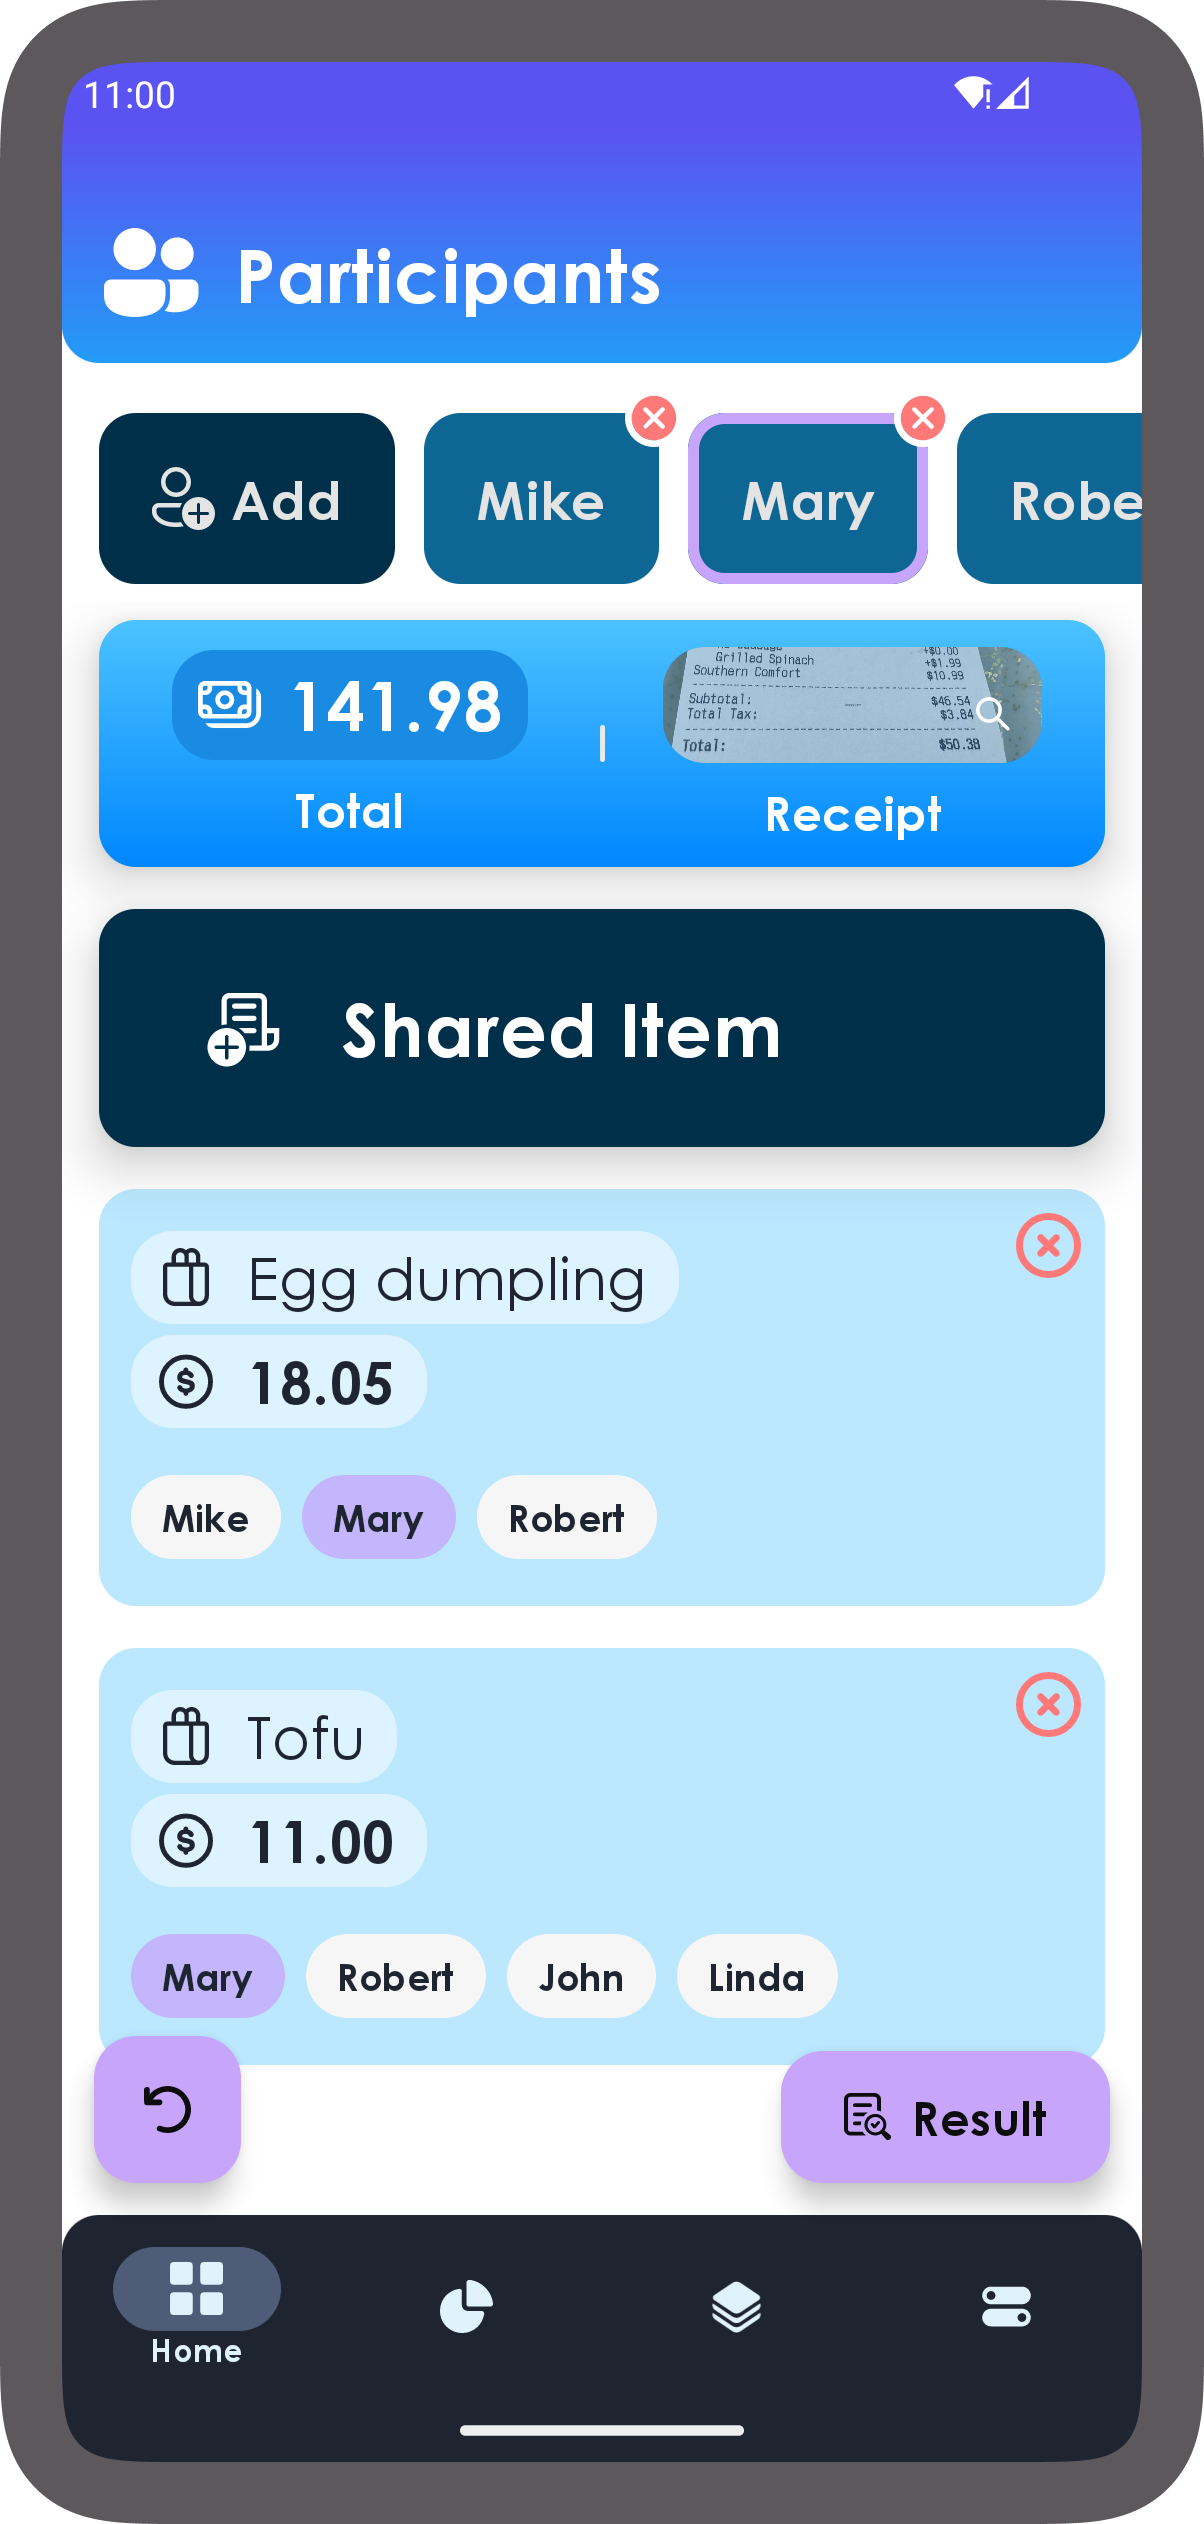 11:00
Participants
Add
Mike
Mary
Robe
141.98
Total
Grilled Spinach
Southern Comfort
+$0.00
+$1.99
$10.99
Subtotal: $46.54
Total Tax: $3.84
Total: $50.38
Receipt
Shared Item
Egg dumpling
18.05
Mike Mary Robert
Tofu
11.00
Mary Robert John Linda
Result
Home